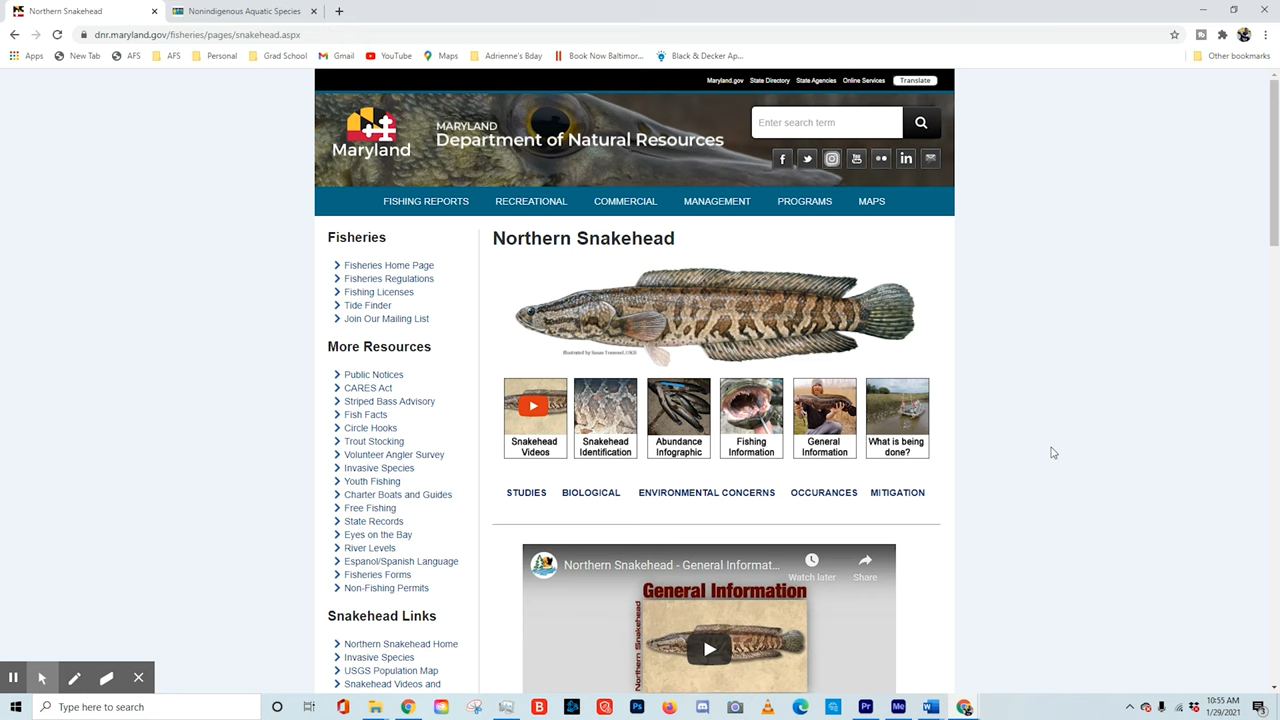 Northern Snakehead
Nonindigenous Aquatic Species
dnr.maryland.gov/fisheries/pages/snakehead.aspx
Apps
New Tab
AFS
AFS
Personal
Grad School
Gmail
YouTube
Maps
Adrienne's Bday
Book Now Baltimor...
Black & Decker Ap...
Other bookmarks
Maryland.gov State Directory State Agencies Online Services Translate
Maryland
MARYLAND
Department of Natural Resources
Enter search term
FISHING REPORTS RECREATIONAL COMMERCIAL MANAGEMENT PROGRAMS MAPS
Fisheries
Fisheries Home Page
Fisheries Regulations
Fishing Licenses
Tide Finder
Join Our Mailing List
More Resources
Public Notices
CARES Act
Striped Bass Advisory
Fish Facts
Circle Hooks
Trout Stocking
Volunteer Angler Survey
Invasive Species
Youth Fishing
Charter Boats and Guides
Free Fishing
State Records
Eyes on the Bay
River Levels
Espanol/Spanish Language
Fisheries Forms
Non-Fishing Permits
Snakehead Links
Northern Snakehead Home
Invasive Species
USGS Population Map
Snakehead Videos and
Northern Snakehead
Snakehead
Videos
Snakehead
Identification
Abundance
Infographic
Fishing
Information
General
Information
What is being
done?
STUDIES BIOLOGICAL ENVIRONMENTAL CONCERNS OCCURANCES MITIGATION
Northern Snakehead - General Informat...
Watch later
Share
General Information
Northern Snakehead
Type here to search
10:55 AM
1/29/2021